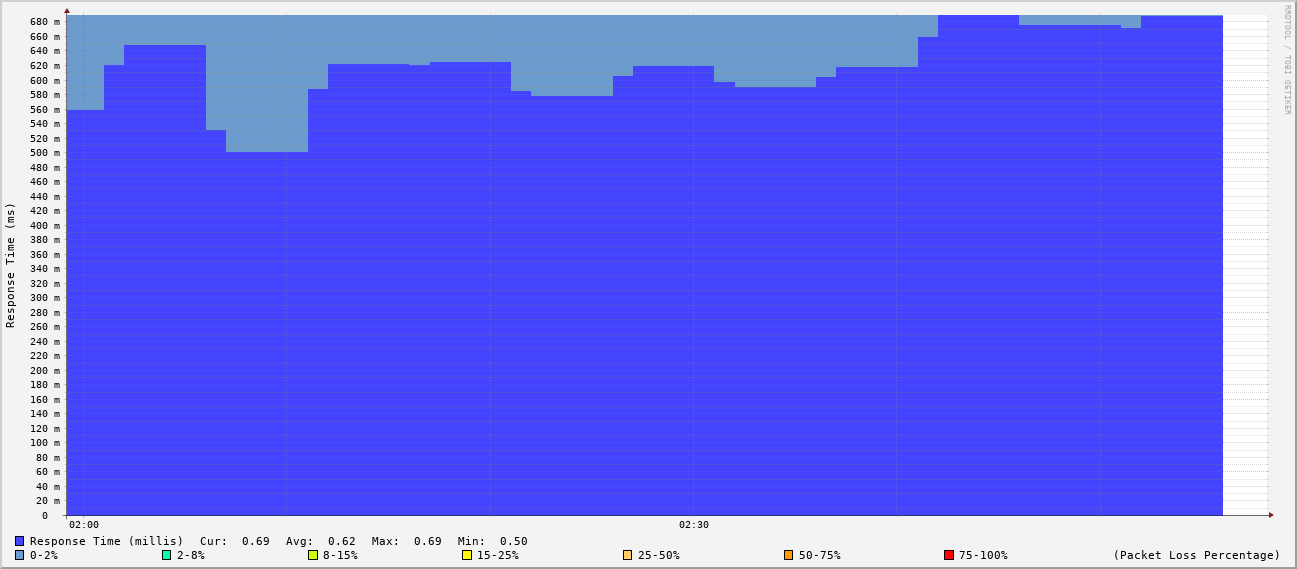 RRDTOOL / TOBI OETIKER
Response Time (ms)
680 m
660 m
640 m
620 m
600 m
580 m
560 m
540 m
520 m
500 m
480 m
460 m
440 m
420 m
400 m
380 m
360 m
340 m
320 m
300 m
280 m
260 m
240 m
220 m
200 m
180 m
160 m
140 m
120 m
100 m
80 m
60 m
40 m
20 m
0
02:00 02:30
Response Time (millis) Cur: 0.69 Avg: 0.62 Max: 0.69 Min: 0.50
0-2% 2-8% 8-15% 15-25% 25-50% 50-75% 75-100% (Packet Loss Percentage)